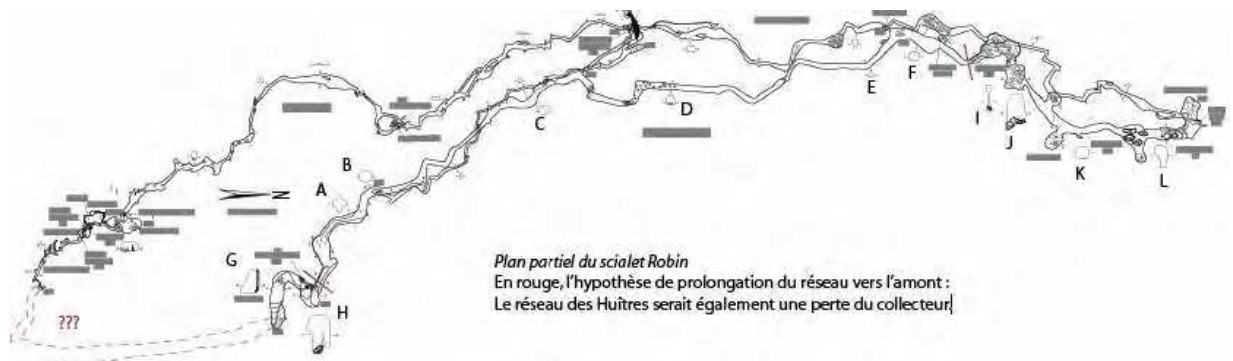 E
F
D
C
I
J
B
A
K
L
N
G
H
Plan partiel du scialet Robin
En rouge, l'hypothèse de prolongation du réseau vers l'amont :
Le réseau des Huîtres serait également une perte du collecteur.
???